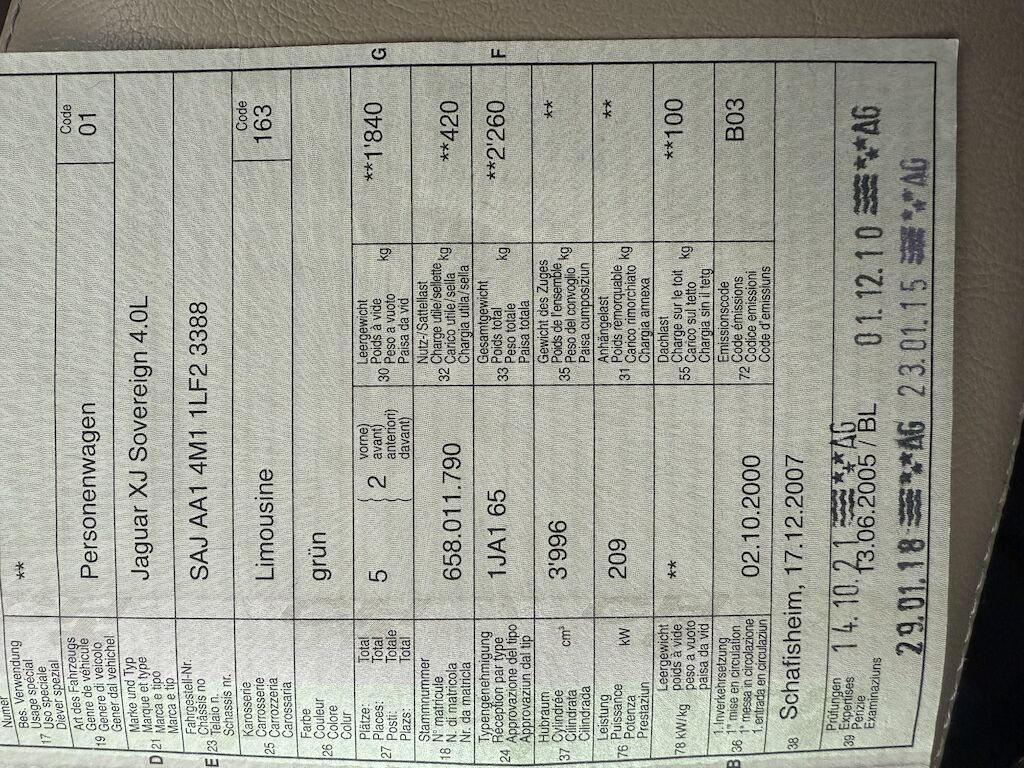 Numer
** 
17 Bes. Verwendung
Usage spécial
Uso speciale
Diever spezial
19 Art des Fahrzeugs
Genre de véhicule
Genere di veicolo
Gener dal vehichel
Personenwagen
Code
01
D 21 Marke und Typ
Marque et type
Marca e tipo
Marca e tip
Jaguar XJ Sovereign 4.0L
E 23 Fahrgestell-Nr.
Châssis no
Telaio n.
Schassis nr.
SAJ AA1 4M1 1LF2 3388
25 Karosserie
Carrosserie
Carrozzeria
Carossaria
Limousine
Code
163
26 Farbe
Couleur
Colore
Colur
grün
27 Plätze: Total
Places: Total
Posti: Totale
Plazs: Total
5
2
vorne)
avant)
anteriori)
davant)
30 Leergewicht
Poids à vide
Peso a vuoto
Paisa da vid
kg
**1'840
G
18 Stammnummer
N° matricule
N. di matricola
Nr. da matricla
658.011.790
32 Nutz-/Sattellast
Charge utile/sellette
Carico utile/sella
Chargia utila/sella
kg
**420
24 Typengenehmigung
Réception par type
Approvazione del tipo
Approvaziun dal tip
1JA1 65
33 Gesamtgewicht
Poids total
Peso totale
Paisa totala
kg
**2'260
F
37 Hubraum
Cylindrée
Cilindrata
Cilindrada
cm³
3'996
35 Gewicht des Zuges
Poids de l'ensemble
Peso del convoglio
Paisa cumposiziun
kg
**
76 Leistung
Puissance
Potenza
Prestaziun
kW
209
31 Anhängelast
Poids remorquable
Carico rimorchiato
Chargia annexa
kg
**
78 kW/kg
Leergewicht
poids à vide
peso a vuoto
paisa da vid
**
55 Dachlast
Charge sur le toit
Carico sul tetto
Chargia sin il tetg
kg
**100
B 36 1. Inverkehrsetzung
1re mise en circulation
1a messa in circolazione
1. entrada en circulaziun
02.10.2000
72 Emissionscode
Code émissions
Codice emissioni
Code d'emissiuns
B03
38 Schafisheim, 17.12.2007
39 Prüfungen
Expertises
Perizie
Examinaziuns
14.10.21 AG
13.06.2005 / BL
01.12.10 AG
29.01.18 AG
23.01.15 AG